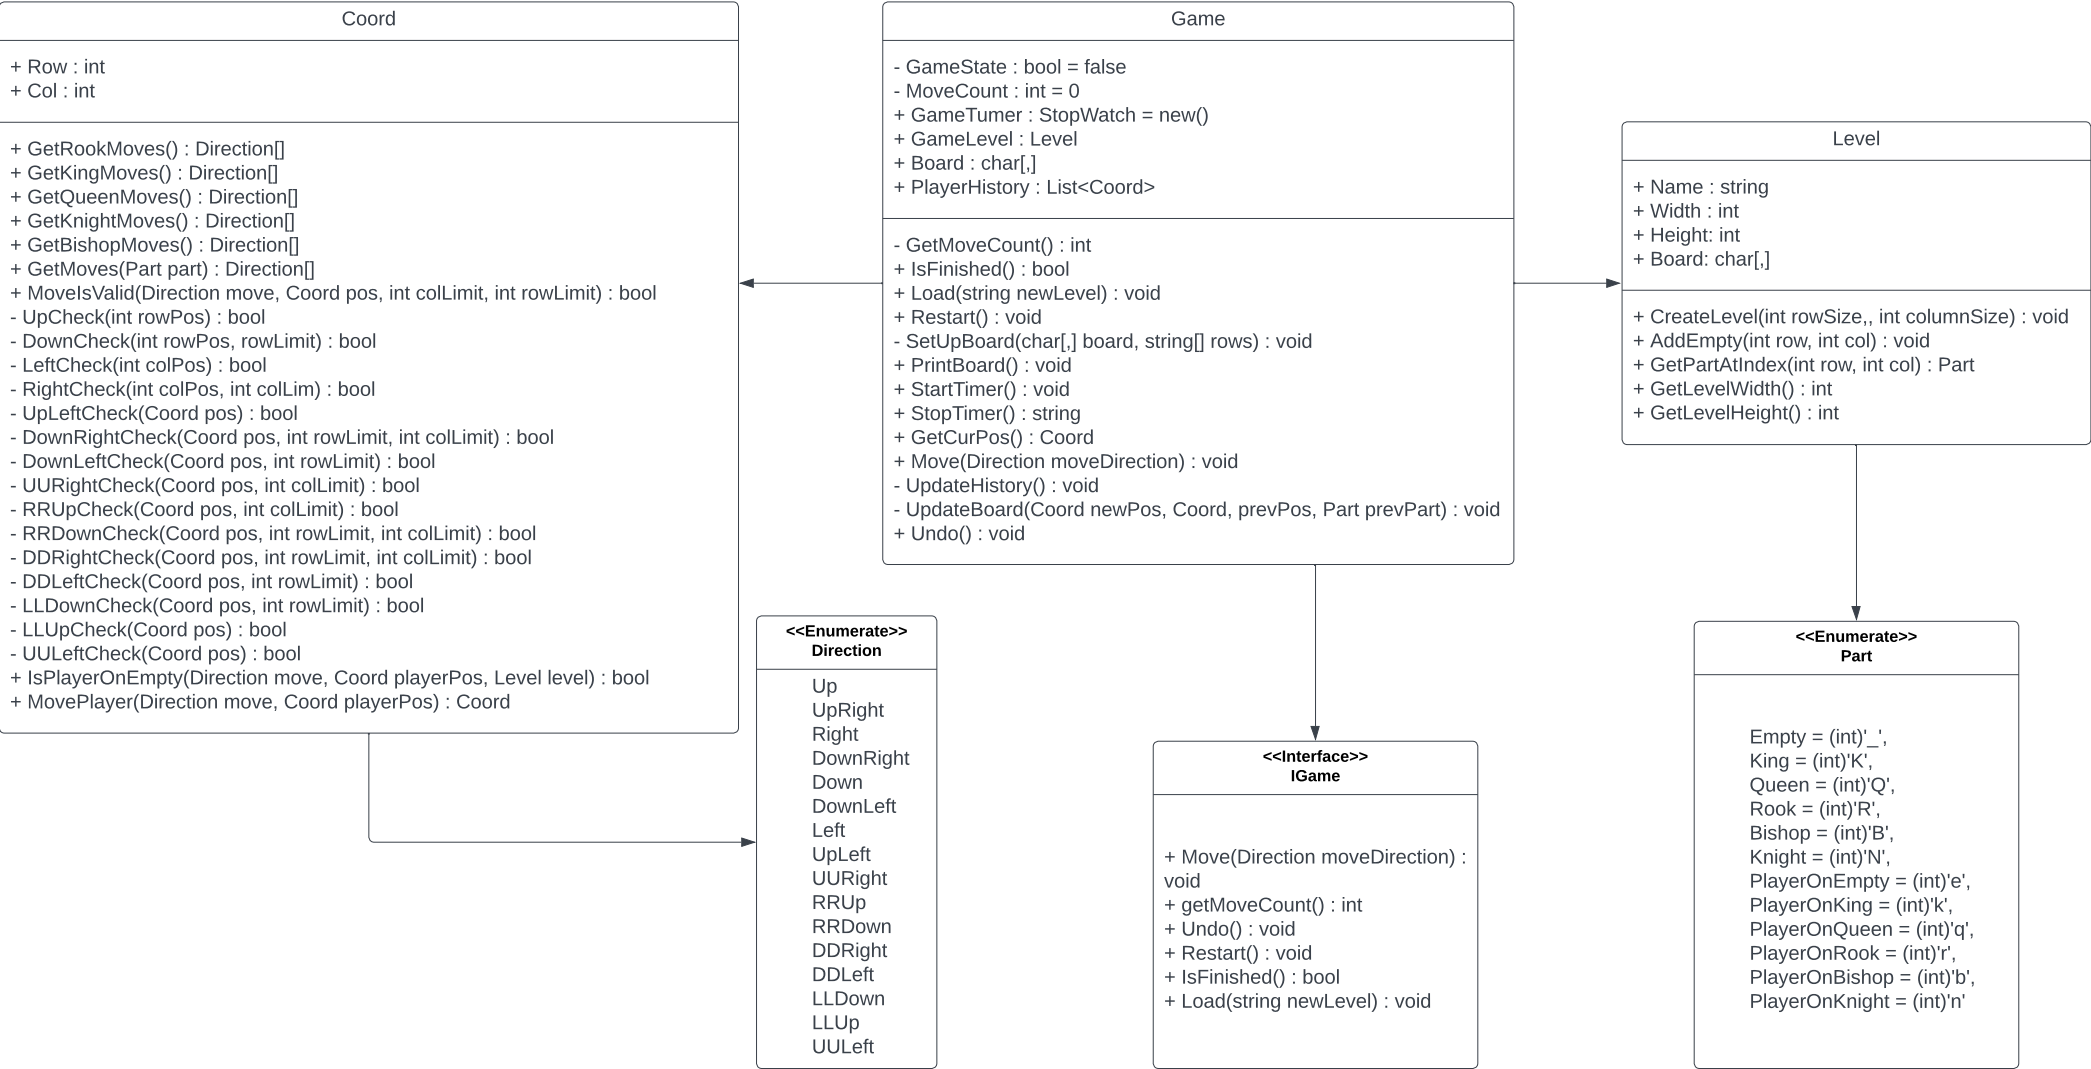 Coord
+ Row : int
+ Col : int
+ GetRookMoves() : Direction[]
+ GetKingMoves() : Direction[]
+ GetQueenMoves() : Direction[]
+ GetKnightMoves() : Direction[]
+ GetBishopMoves() : Direction[]
+ GetMoves(Part part) : Direction[]
+ MoveIsValid(Direction move, Coord pos, int colLimit, int rowLimit) : bool
- UpCheck(int rowPos) : bool
- DownCheck(int rowPos, rowLimit) : bool
- LeftCheck(int colPos) : bool
- RightCheck(int colPos, int colLim) : bool
- UpLeftCheck(Coord pos) : bool
- DownRightCheck(Coord pos, int rowLimit, int colLimit) : bool
- DownLeftCheck(Coord pos, int rowLimit) : bool
- UURightCheck(Coord pos, int colLimit) : bool
- RRUpCheck(Coord pos, int colLimit) : bool
- RRDownCheck(Coord pos, int rowLimit, int colLimit) : bool
- DDRightCheck(Coord pos, int rowLimit, int colLimit) : bool
- DDLeftCheck(Coord pos, int rowLimit) : bool
- LLDownCheck(Coord pos, int rowLimit) : bool
- LLUpCheck(Coord pos) : bool
- UULeftCheck(Coord pos) : bool
+ IsPlayerOnEmpty(Direction move, Coord playerPos, Level level) : bool
+ MovePlayer(Direction move, Coord playerPos) : Coord
Game
- GameState : bool = false
- MoveCount : int = 0
+ GameTumer : StopWatch = new()
+ GameLevel : Level
+ Board : char[,]
+ PlayerHistory : List<Coord>
- GetMoveCount() : int
+ IsFinished() : bool
+ Load(string newLevel) : void
+ Restart() : void
- SetUpBoard(char[,] board, string[] rows) : void
+ PrintBoard() : void
+ StartTimer() : void
+ StopTimer() : string
+ GetCurPos() : Coord
+ Move(Direction moveDirection) : void
- UpdateHistory() : void
- UpdateBoard(Coord newPos, Coord, prevPos, Part prevPart) : void
+ Undo() : void
Level
+ Name : string
+ Width : int
+ Height: int
+ Board: char[,]
+ CreateLevel(int rowSize,, int columnSize) : void
+ AddEmpty(int row, int col) : void
+ GetPartAtIndex(int row, int col) : Part
+ GetLevelWidth() : int
+ GetLevelHeight() : int
<<Enumerate>>
Direction
Up
UpRight
Right
DownRight
Down
DownLeft
Left
UpLeft
UURight
RRUp
RRDown
DDRight
DDLeft
LLDown
LLUp
UULeft
<<Interface>>
IGame
+ Move(Direction moveDirection) :
void
+ getMoveCount() : int
+ Undo() : void
+ Restart() : void
+ IsFinished() : bool
+ Load(string newLevel) : void
<<Enumerate>>
Part
Empty = (int)'_',
King = (int)'K',
Queen = (int)'Q',
Rook = (int)'R',
Bishop = (int)'B',
Knight = (int)'N',
PlayerOnEmpty = (int)'e',
PlayerOnKing = (int)'k',
PlayerOnQueen = (int)'q',
PlayerOnRook = (int)'r',
PlayerOnBishop = (int)'b',
PlayerOnKnight = (int)'n'